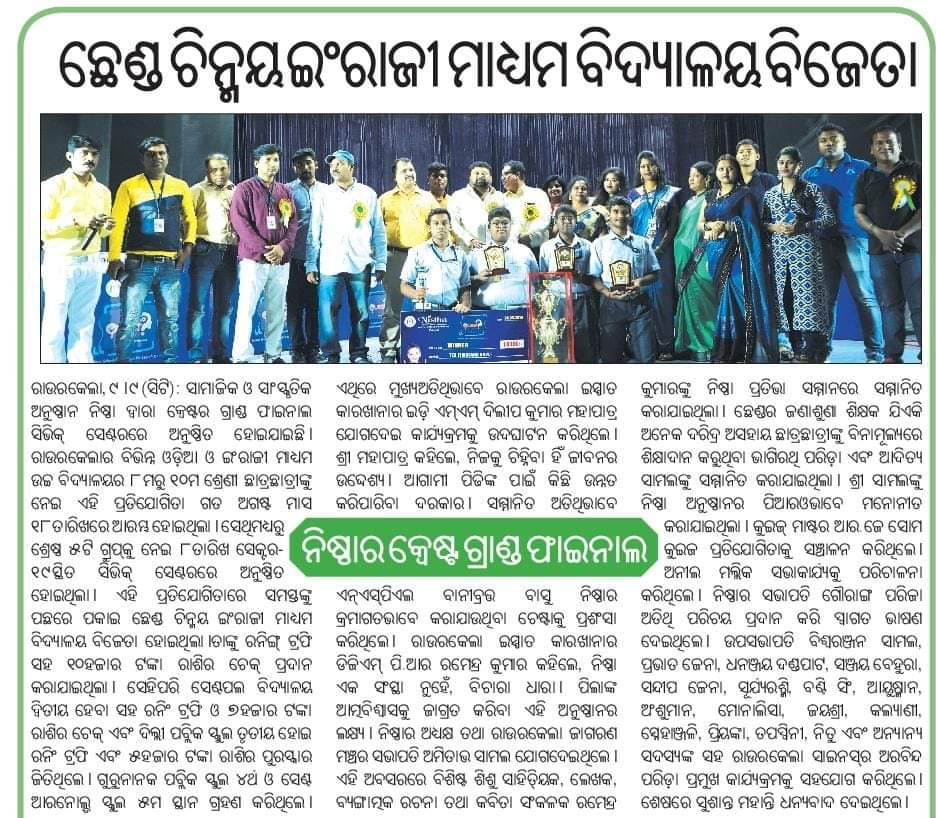 ଛେଣ୍ଡ ଚିନ୍ମୟ ଇଂରାଜୀ ମାଧ୍ୟମ ବିଦ୍ୟାଳୟ ବିଜେତା
Nistha
WINNER
ରାଉରକେଲା, ୯।୯(ସିଟି): ସାମାଜିକ ଓ ସାଂସ୍କୃତିକ
ଅନୁଷ୍ଠାନ ନିଷ୍ଠା ଦ୍ୱାରା କ୍ଵେଷ୍ଟର ଗ୍ରାଣ୍ଡ ଫାଇନାଲ
ସିଭିକ୍ ସେଣ୍ଟରରେ ଅନୁଷ୍ଠିତ ହୋଇଯାଇଛି।
ରାଉରକେଲାର ବିଭିନ୍ନ ଓଡ଼ିଆ ଓ ଇଂରାଜୀ ମାଧ୍ୟମ
ଉଚ୍ଚ ବିଦ୍ୟାଳୟର ୮ମରୁ ୧୦ମ ଶ୍ରେଣୀ ଛାତ୍ରଛାତ୍ରୀଙ୍କୁ
ନେଇ ଏହି ପ୍ରତିଯୋଗିତା ଗତ ଅଗଷ୍ଟ ମାସ
୧୮ ତାରିଖରେ ଆରମ୍ଭ ହୋଇଥିଲା। ସେଥିମଧ୍ୟରୁ
ଶ୍ରେଷ୍ଠ ୫ଟି ଗ୍ରୁପ୍‌କୁ ନେଇ ୮ତାରିଖ ସେକ୍ଟର-
୧୯ସ୍ଥିତ ସିଭିକ୍ ସେଣ୍ଟରରେ ଅନୁଷ୍ଠିତ
ହୋଇଥିଲା। ଏହି ପ୍ରତିଯୋଗିତାରେ ସମସ୍ତଙ୍କୁ
ପଛରେ ପକାଇ ଛେଣ୍ଡ ଚିନ୍ମୟ ଇଂରାଜୀ ମାଧ୍ୟମ
ବିଦ୍ୟାଳୟ ବିଜେତା ହୋଇଥିଲା।ତାଙ୍କୁ ରନିଙ୍ଗ୍ ଟ୍ରଫି
ସହ ୧୦ହଜାର ଟଙ୍କା ରାଶିର ଚେକ୍ ପ୍ରଦାନ
କରାଯାଇଥିଲା। ସେହିପରି ସେଣ୍ଟପଲ ବିଦ୍ୟାଳୟ
ଦ୍ୱିତୀୟ ହେବା ସହ ରନିଂ ଟ୍ରଫି ଓ ୭ହଜାର ଟଙ୍କା
ରାଶିର ଚେକ୍ ଏବଂ ଦିଲ୍ଲୀ ପବ୍ଲିକ ସ୍କୁଲ ତୃତୀୟ ହୋଇ
ରନିଂ ଟ୍ରଫି ଏବଂ ୫ହଜାର ଟଙ୍କା ରାଶିର ପୁରସ୍କାର
ଜିତିଥିଲେ। ଗୁରୁନାନକ ପବ୍ଲିକ ସ୍କୁଲ ୪ର୍ଥ ଓ ସେଣ୍ଟ
ଆରନୋଲ୍ଡ ସ୍କୁଲ ୫ମ ସ୍ଥାନ ଗ୍ରହଣ କରିଥିଲେ।
ଏଥିରେ ମୁଖ୍ୟଅତିଥିଭାବେ ରାଉରକେଲା ଇସ୍ପାତ
କାରଖାନାର ଇଡ଼ି ଏମ୍‌ଏମ୍ ଦିଲୀପ କୁମାର ମହାପାତ୍ର
ଯୋଗଦେଇ କାର୍ଯ୍ୟକ୍ରମକୁ ଉଦଘାଟନ କରିଥିଲେ।
ଶ୍ରୀ ମହାପାତ୍ର କହିଲେ, ନିଜକୁ ଚିହ୍ନିବା ହିଁ ଜୀବନର
ଉଦ୍ଦେଶ୍ୟ। ଆଗାମୀ ପିଢିଙ୍କ ପାଇଁ କିଛି ଉନ୍ନତ
କରିପାରିବା ଦରକାର। ସମ୍ମାନିତ ଅତିଥିଭାବେ
ନିଷ୍ଠାର କ୍ଵେଷ୍ଟ ଗ୍ରାଣ୍ଡ ଫାଇନାଲ
ଏନ୍‌ଏସ୍‌ପିଏଲ ବାନୀବ୍ରତ ବାସୁ ନିଷ୍ଠାର
କ୍ରମାଗତଭାବେ କରାଯାଉଥିବା ଚେଷ୍ଟାକୁ ପ୍ରଶଂସା
କରିଥିଲେ। ରାଉରକେଲା ଇସ୍ପାତ କାରଖାନାର
ଡିଜିଏମ୍ ପି.ଆର ରମେନ୍ଦ୍ର କୁମାର କହିଲେ, ନିଷ୍ଠା
ଏକ ସଂସ୍ଥା ନୁହେଁ, ବିଚାରା ଧାରା। ପିଲାଙ୍କ
ଆତ୍ମବିଶ୍ୱାସକୁ ଜାଗ୍ରତ କରିବା ଏହି ଅନୁଷ୍ଠାନର
ଲକ୍ଷ୍ୟ। ନିଷ୍ଠାର ଅଧ୍ୟକ୍ଷ ତଥା ରାଉରକେଲା ଜାଗରଣ
ମଞ୍ଚର ସଭାପତି ଅମିତାଭ ସାମଲ ଯୋଗଦେଇଥିଲେ।
ଏହି ଅବସରରେ ବିଶିଷ୍ଟ ଶିଶୁ ସାହିତ୍ୟିକ, ଲେଖକ,
ବ୍ୟଙ୍ଗାତ୍ମକ ରଚନା ତଥା କବିତା ସଂକଳକ ରମେନ୍ଦ୍ର
କୁମାରଙ୍କୁ ନିଷ୍ଠା ପ୍ରତିଭା ସମ୍ମାନରେ ସମ୍ମାନିତ
କରାଯାଇଥିଲା। ଛେଣ୍ଡର ଜଣାଶୁଣା ଶିକ୍ଷକ ଯିଏକି
ଅନେକ ଦରିଦ୍ର ଅସହାୟ ଛାତ୍ରଛାତ୍ରୀଙ୍କୁ ବିନାମୂଲ୍ୟରେ
ଶିକ୍ଷାଦାନ କରୁଥିବା ଭାଗିରଥି ପରିଡ଼ା ଏବଂ ଆଦିତ୍ୟ
ସାମଲଙ୍କୁ ସମ୍ମାନିତ କରାଯାଇଥିଲା। ଶ୍ରୀ ସାମଲଙ୍କୁ
ନିଷ୍ଠା ଅନୁଷ୍ଠାନର ପିଆରଓଭାବେ ମନୋନୀତ
କରାଯାଇଥିଲା। କୁଇଜ୍ ମାଷ୍ଟର ଆର.ଜେ ସୋମ
କୁଇଜ ପ୍ରତିଯୋଗିତାକୁ ସଞ୍ଚାଳନ କରିଥିଲେ।
ଅନୀଲ ମଲ୍ଲିକ ସଭାକାର୍ଯ୍ୟକୁ ପରିଚାଳନା
କରିଥିଲେ। ନିଷ୍ଠାର ସଭାପତି ଗୌରାଙ୍ଗ ପରିଜା
ଅତିଥି ପରିଚୟ ପ୍ରଦାନ କରି ସ୍ୱାଗତ ଭାଷଣ
ଦେଇଥିଲେ। ଉପସଭାପତି ବିଶ୍ୱରଞ୍ଜନ ସାମଲ,
ପ୍ରଭାତ ଜେନା, ଧନଞ୍ଜୟ ଦଣ୍ଡପାଟ, ସଞ୍ଜୟ ବେହୁରା,
ସନ୍ଦୀପ ଜେନା, ସୂର୍ଯ୍ୟରଶ୍ମି, ବଣ୍ଟି ସିଂ, ଆୟୁଷ୍ମାନ,
ଅଂଶୁମାନ, ମୋନାଲିସା, ଜୟଶ୍ରୀ, କଲ୍ୟାଣୀ,
ସ୍ନେହାଞ୍ଜଳି, ପ୍ରିୟଙ୍କା, ତପସ୍ୱିନୀ, ନିତୁ ଏବଂ ଅନ୍ୟାନ୍ୟ
ସଦସ୍ୟଙ୍କ ସହ ରାଉରକେଲା ସାଇନସ୍‌ର ଅରବିନ୍ଦ
ପରିଡ଼ା ପ୍ରମୁଖ କାର୍ଯ୍ୟକ୍ରମକୁ ସହଯୋଗ କରିଥିଲେ।
ଶେଷରେ ସୁଶାନ୍ତ ମହାନ୍ତି ଧନ୍ୟବାଦ ଦେଇଥିଲେ।